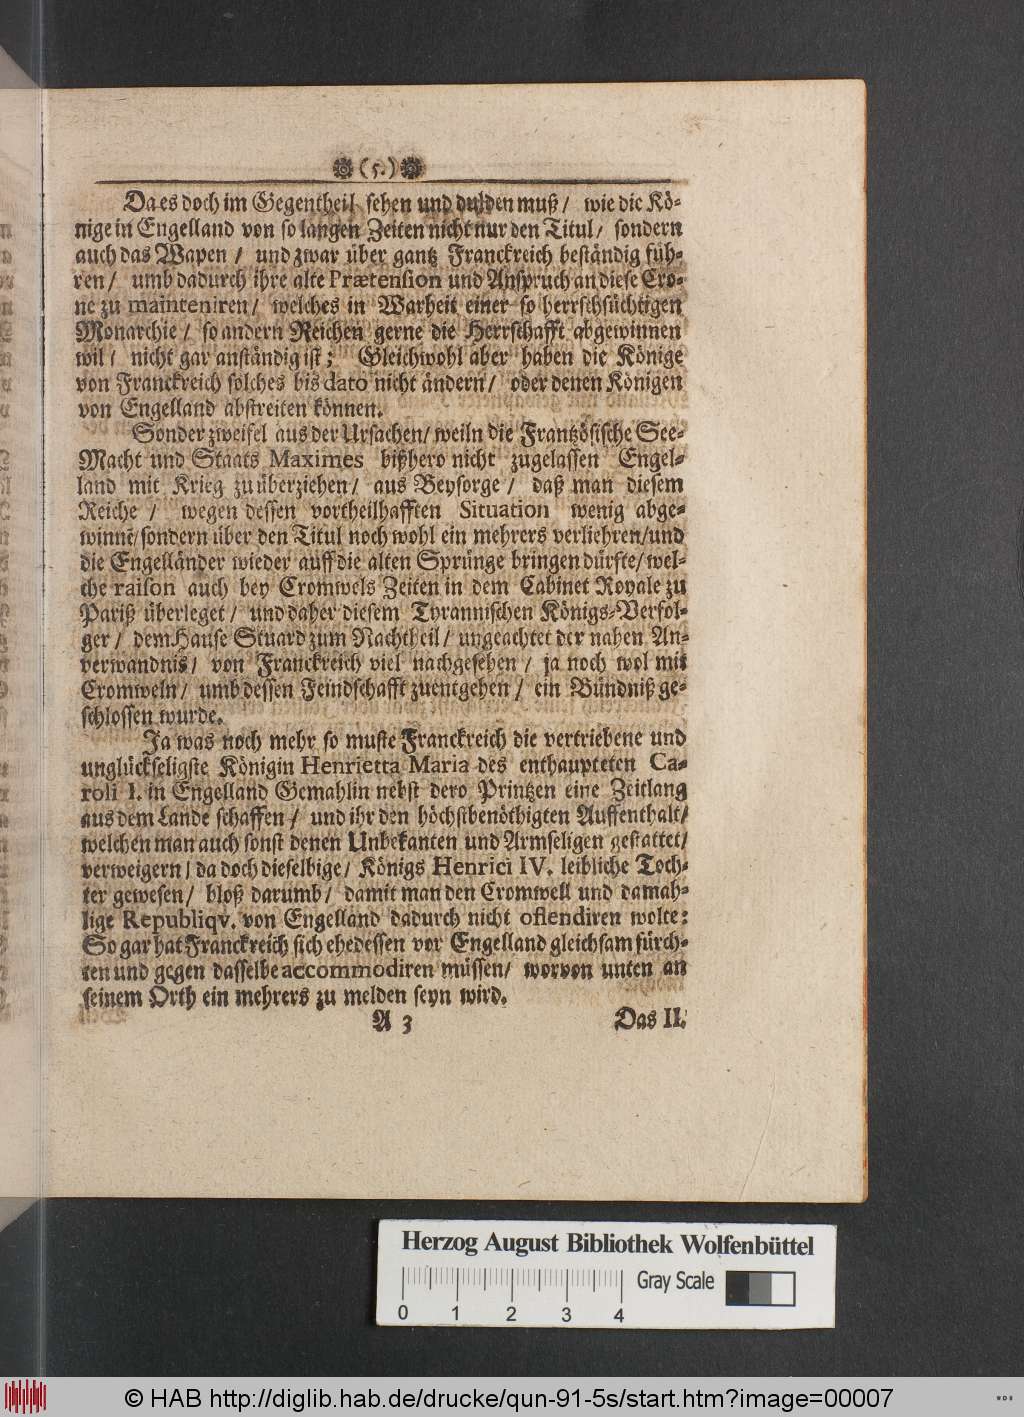 (5.)
Da es doch im Gegentheil sehen und dulden muß / wie die Kö-
nige in Engelland von so langen Zeiten nicht nur den Titul / sondern
auch das Wapen / und zwar über gantz Franckreich beständig füh-
ren / umb dadurch ihre alte Prætension und Anspruch an diese Cro-
ne zu mainteniren / welches in Warheit einer so herrschsüchtigen
Monarchie / so andern Reichen gerne die Herrschafft abgewinnen
wil / nicht gar anständig ist; Gleichwohl aber haben die Könige
von Franckreich solches bis dato nicht ändern / oder denen Königen
von Engelland abstreiten können.
Sonder zweifel aus der Ursachen / weiln die Frantzösische See-
Macht und Staats Maximes bißhero nicht zugelassen Engel-
land mit Krieg zu überziehen / aus Beysorge / daß man diesem
Reiche / wegen dessen vortheilhafften Situation wenig abge-
winnē / sondern über den Titul noch wohl ein mehrers verliehren / und
die Engelländer wieder auff die alten Sprünge bringen dürfte / wel-
che raison auch bey Cromwels Zeiten in dem Cabinet Royale zu
Pariß überleget / und daher diesem Tyrannischen Königs-Verfol-
ger / dem Hause Stuard zum Nachtheil / ungeachtet der nahen An-
verwandnis / von Franckreich viel nachgesehen / ja noch wol mit
Cromweln / umb dessen Feindschafft zuentgehen / ein Bündniß ge-
schlossen wurde.
Ja was noch mehr so muste Franckreich die vertriebene und
unglückseligste Königin Henrietta Maria des enthaupteten Ca-
roli I. in Engelland Gemahlin nebst dero Printzen eine Zeitlang
aus dem Lande schaffen / und ihr den höchstbenöthigten Auffenthalt /
welchen man auch sonst denen Unbekanten und Armseligen gestattet /
verweigern / da doch dieselbige / Königs Henrici IV. leibliche Toch-
ter gewesen / bloß darumb / damit man den Cromwell und damah-
lige Republiqv. von Engelland dadurch nicht offendiren wolte:
So gar hat Franckreich sich ehedessen vor Engelland gleichsam fürch-
ten und gegen dasselbe accommodiren müssen / worvon unten an
seinem Orth ein mehrers zu melden seyn wird.
A 3 Das II.
Herzog August Bibliothek Wolfenbüttel
Gray Scale
0 1 2 3 4
© HAB http://diglib.hab.de/drucke/qun-91-5s/start.htm?image=00007